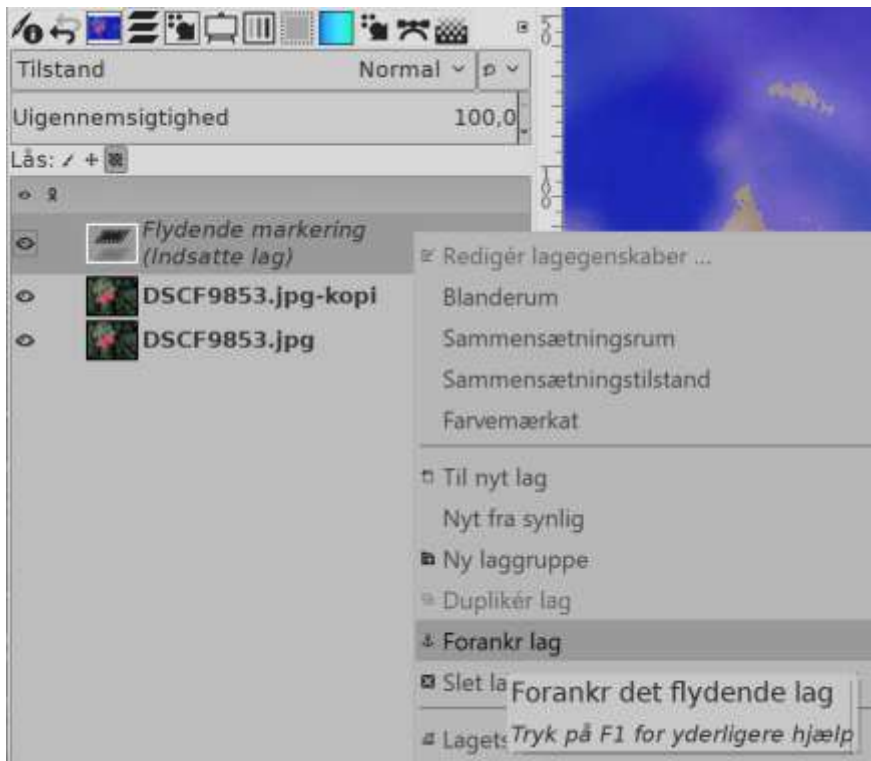 Tilstand Normal
Uigennemsigtighed 100,0
Lås:
Flydende markering
(Indsatte lag)
DSCF9853.jpg-kopi
DSCF9853.jpg
Redigér lagegenskaber ...
Blanderum
Sammensætningsrum
Sammensætningstilstand
Farvemærkat
Til nyt lag
Nyt fra synlig
Ny laggruppe
Duplikér lag
Forankr lag
Slet la
Forankr det flydende lag
Tryk på F1 for yderligere hjælp
Lagets